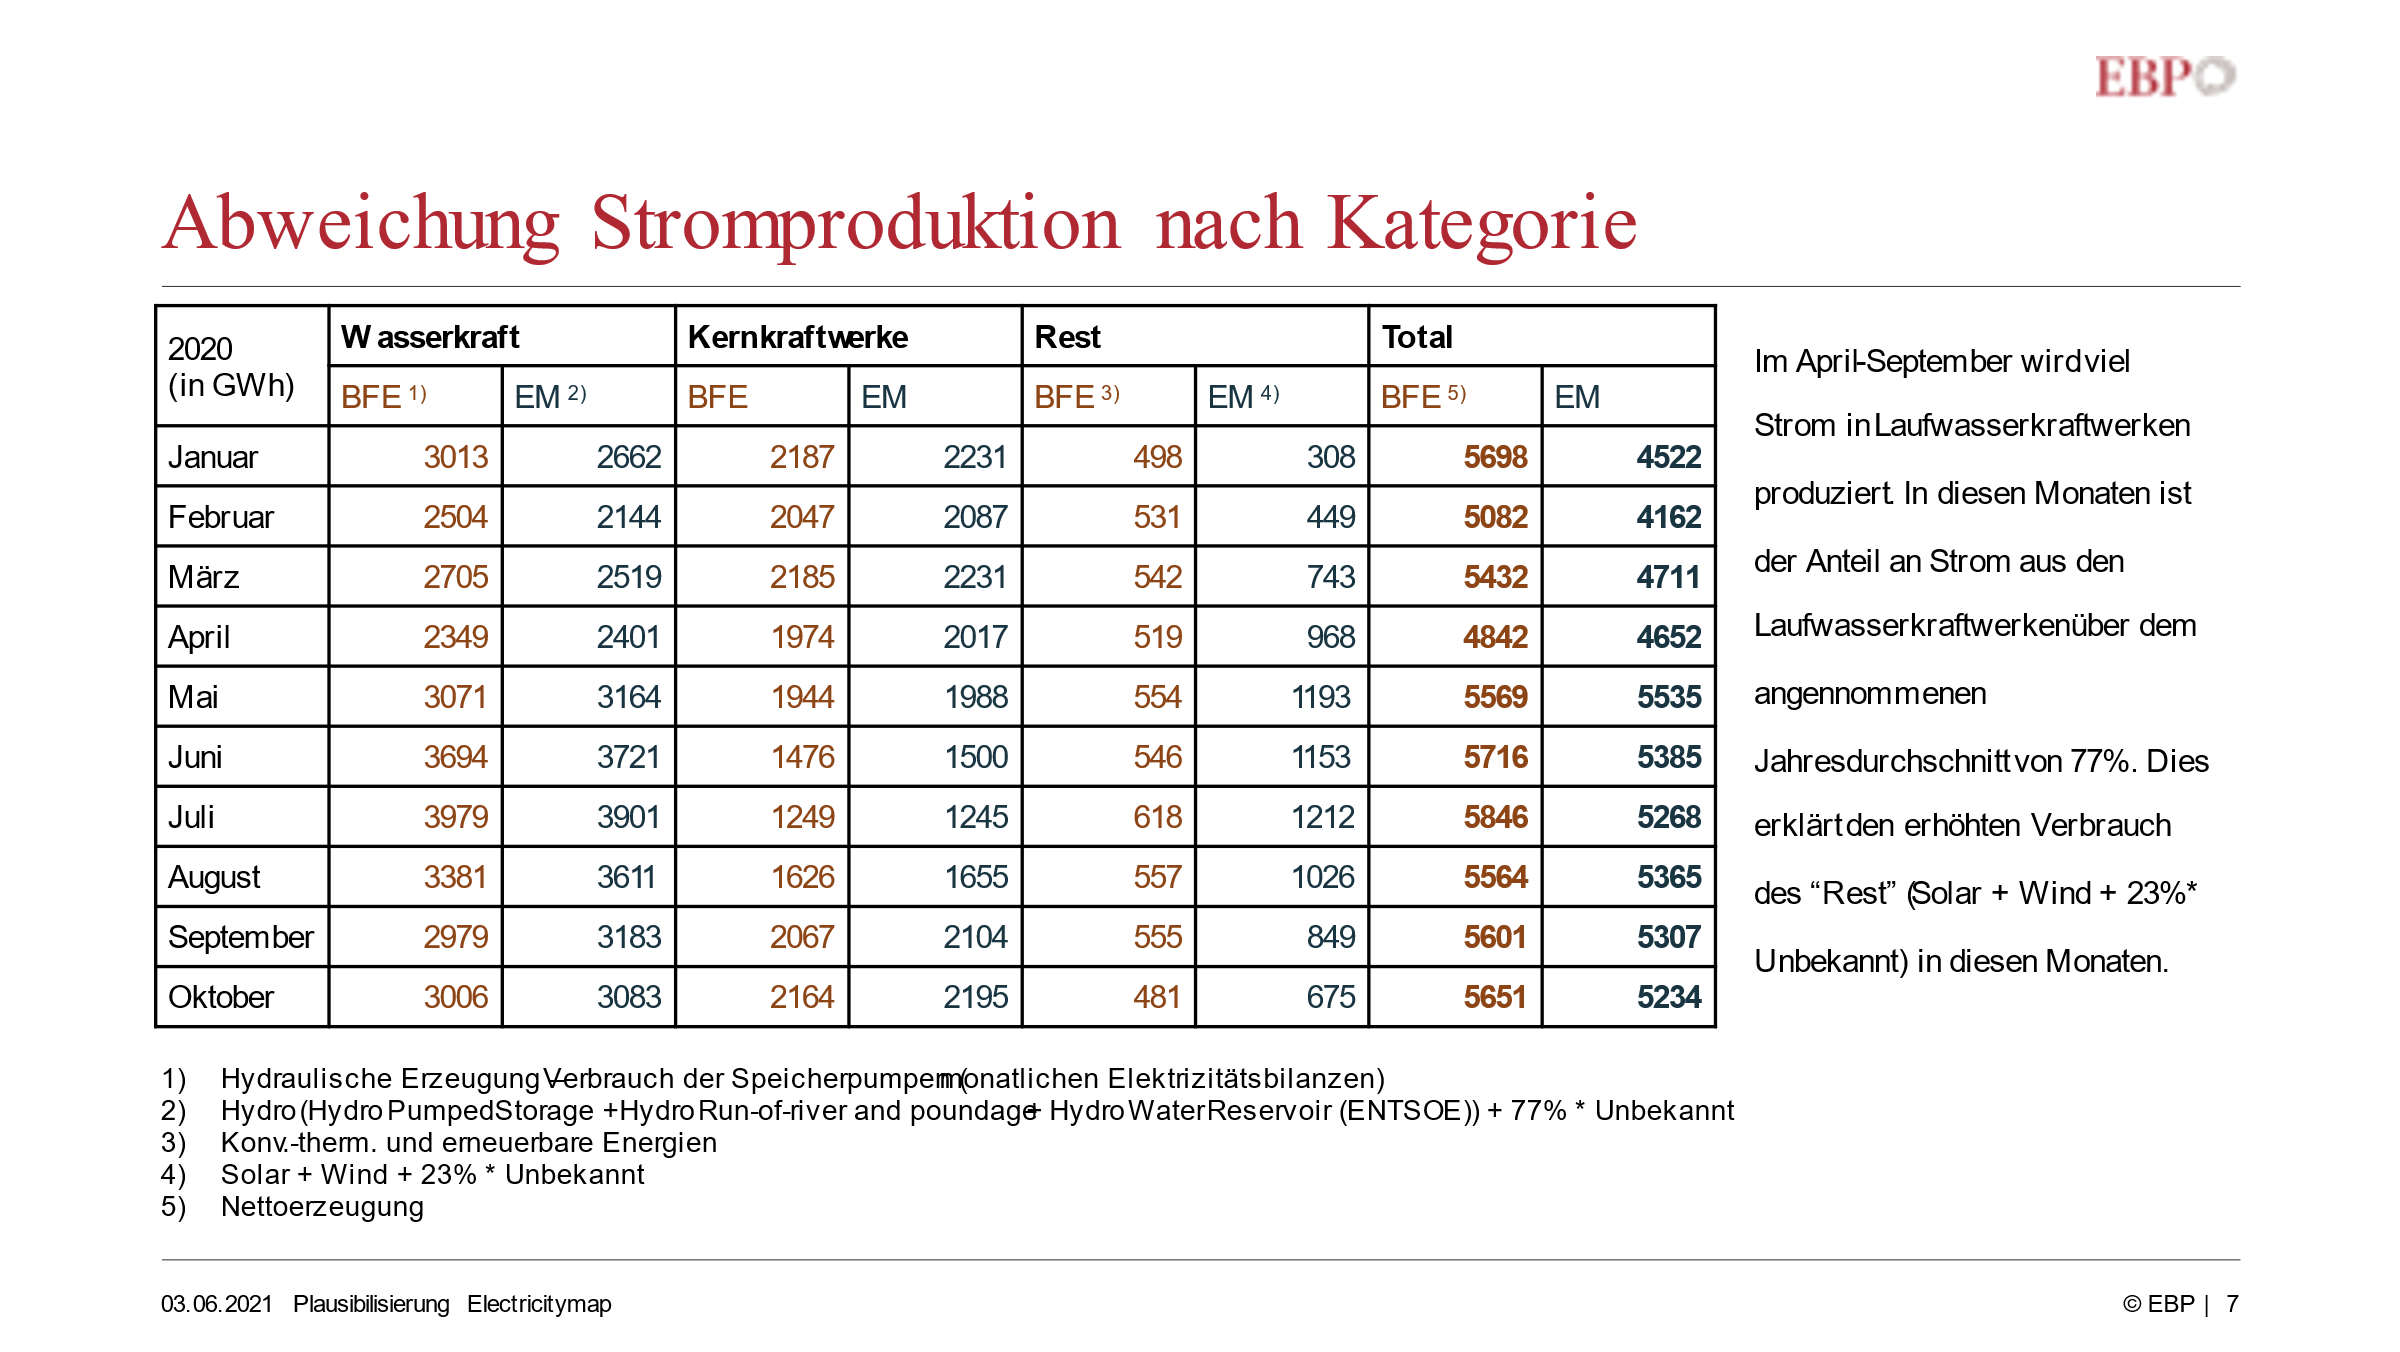 EBP
Abweichung Stromproduktion nach Kategorie
2020 (in GWh) Wasserkraft Kernkraftwerke Rest Total
BFE 1) EM 2) BFE EM BFE 3) EM 4) BFE 5) EM
Januar 3013 2662 2187 2231 498 308 5698 4522
Februar 2504 2144 2047 2087 531 449 5082 4162
März 2705 2519 2185 2231 542 743 5432 4711
April 2349 2401 1974 2017 519 968 4842 4652
Mai 3071 3164 1944 1988 554 1193 5569 5535
Juni 3694 3721 1476 1500 546 1153 5716 5385
Juli 3979 3901 1249 1245 618 1212 5846 5268
August 3381 3611 1626 1655 557 1026 5564 5365
September 2979 3183 2067 2104 555 849 5601 5307
Oktober 3006 3083 2164 2195 481 675 5651 5234
Im April-September wird viel
Strom in Laufwasserkraftwerken
produziert. In diesen Monaten ist
der Anteil an Strom aus den
Laufwasserkraftwerken über dem
angennommenen
Jahresdurchschnitt von 77%. Dies
erklärt den erhöhten Verbrauch
des “Rest” (Solar + Wind + 23%*
Unbekannt) in diesen Monaten.
1) Hydraulische Erzeugung – Verbrauch der Speicherpumpen (monatlichen Elektrizitätsbilanzen)
2) Hydro (Hydro Pumped Storage + Hydro Run-of-river and poundage + Hydro Water Reservoir (ENTSOE)) + 77% * Unbekannt
3) Konv.-therm. und erneuerbare Energien
4) Solar + Wind + 23% * Unbekannt
5) Nettoerzeugung
03.06.2021 Plausibilisierung Electricitymap © EBP | 7